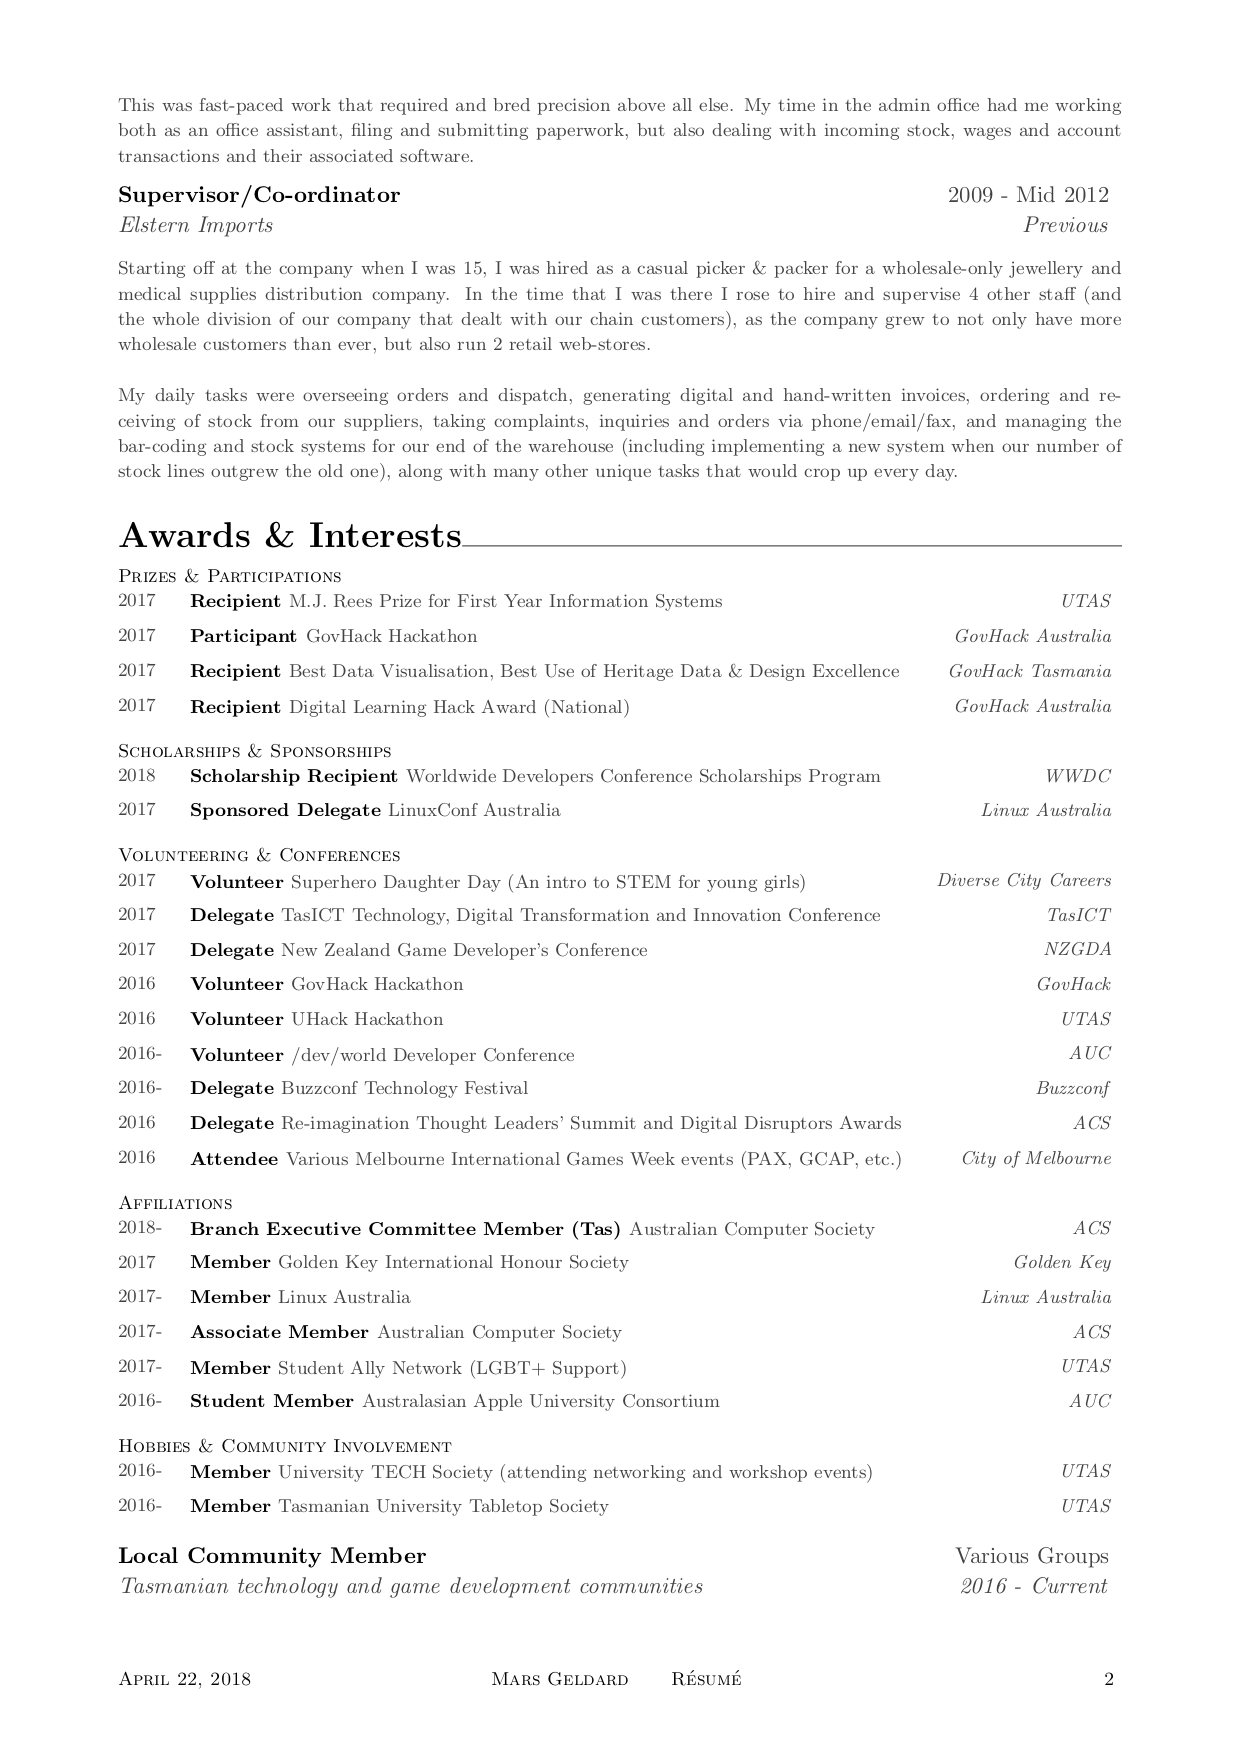 This was fast-paced work that required and bred precision above all else. My time in the admin office had me working
both as an office assistant, filing and submitting paperwork, but also dealing with incoming stock, wages and account
transactions and their associated software.
Supervisor/Co-ordinator 2009 - Mid 2012
Elstern Imports Previous
Starting off at the company when I was 15, I was hired as a casual picker & packer for a wholesale-only jewellery and
medical supplies distribution company. In the time that I was there I rose to hire and supervise 4 other staff (and
the whole division of our company that dealt with our chain customers), as the company grew to not only have more
wholesale customers than ever, but also run 2 retail web-stores.
My daily tasks were overseeing orders and dispatch, generating digital and hand-written invoices, ordering and re-
ceiving of stock from our suppliers, taking complaints, inquiries and orders via phone/email/fax, and managing the
bar-coding and stock systems for our end of the warehouse (including implementing a new system when our number of
stock lines outgrew the old one), along with many other unique tasks that would crop up every day.
Awards & Interests
Prizes & Participations
2017 Recipient M.J. Rees Prize for First Year Information Systems UTAS
2017 Participant GovHack Hackathon GovHack Australia
2017 Recipient Best Data Visualisation, Best Use of Heritage Data & Design Excellence GovHack Tasmania
2017 Recipient Digital Learning Hack Award (National) GovHack Australia
Scholarships & Sponsorships
2018 Scholarship Recipient Worldwide Developers Conference Scholarships Program WWDC
2017 Sponsored Delegate LinuxConf Australia Linux Australia
Volunteering & Conferences
2017 Volunteer Superhero Daughter Day (An intro to STEM for young girls) Diverse City Careers
2017 Delegate TasICT Technology, Digital Transformation and Innovation Conference TasICT
2017 Delegate New Zealand Game Developer's Conference NZGDA
2016 Volunteer GovHack Hackathon GovHack
2016 Volunteer UHack Hackathon UTAS
2016- Volunteer /dev/world Developer Conference AUC
2016- Delegate Buzzconf Technology Festival Buzzconf
2016 Delegate Re-imagination Thought Leaders' Summit and Digital Disruptors Awards ACS
2016 Attendee Various Melbourne International Games Week events (PAX, GCAP, etc.) City of Melbourne
Affiliations
2018- Branch Executive Committee Member (Tas) Australian Computer Society ACS
2017 Member Golden Key International Honour Society Golden Key
2017- Member Linux Australia Linux Australia
2017- Associate Member Australian Computer Society ACS
2017- Member Student Ally Network (LGBT+ Support) UTAS
2016- Student Member Australasian Apple University Consortium AUC
Hobbies & Community Involvement
2016- Member University TECH Society (attending networking and workshop events) UTAS
2016- Member Tasmanian University Tabletop Society UTAS
Local Community Member Various Groups
Tasmanian technology and game development communities 2016 - Current
April 22, 2018 Mars Geldard Résumé 2